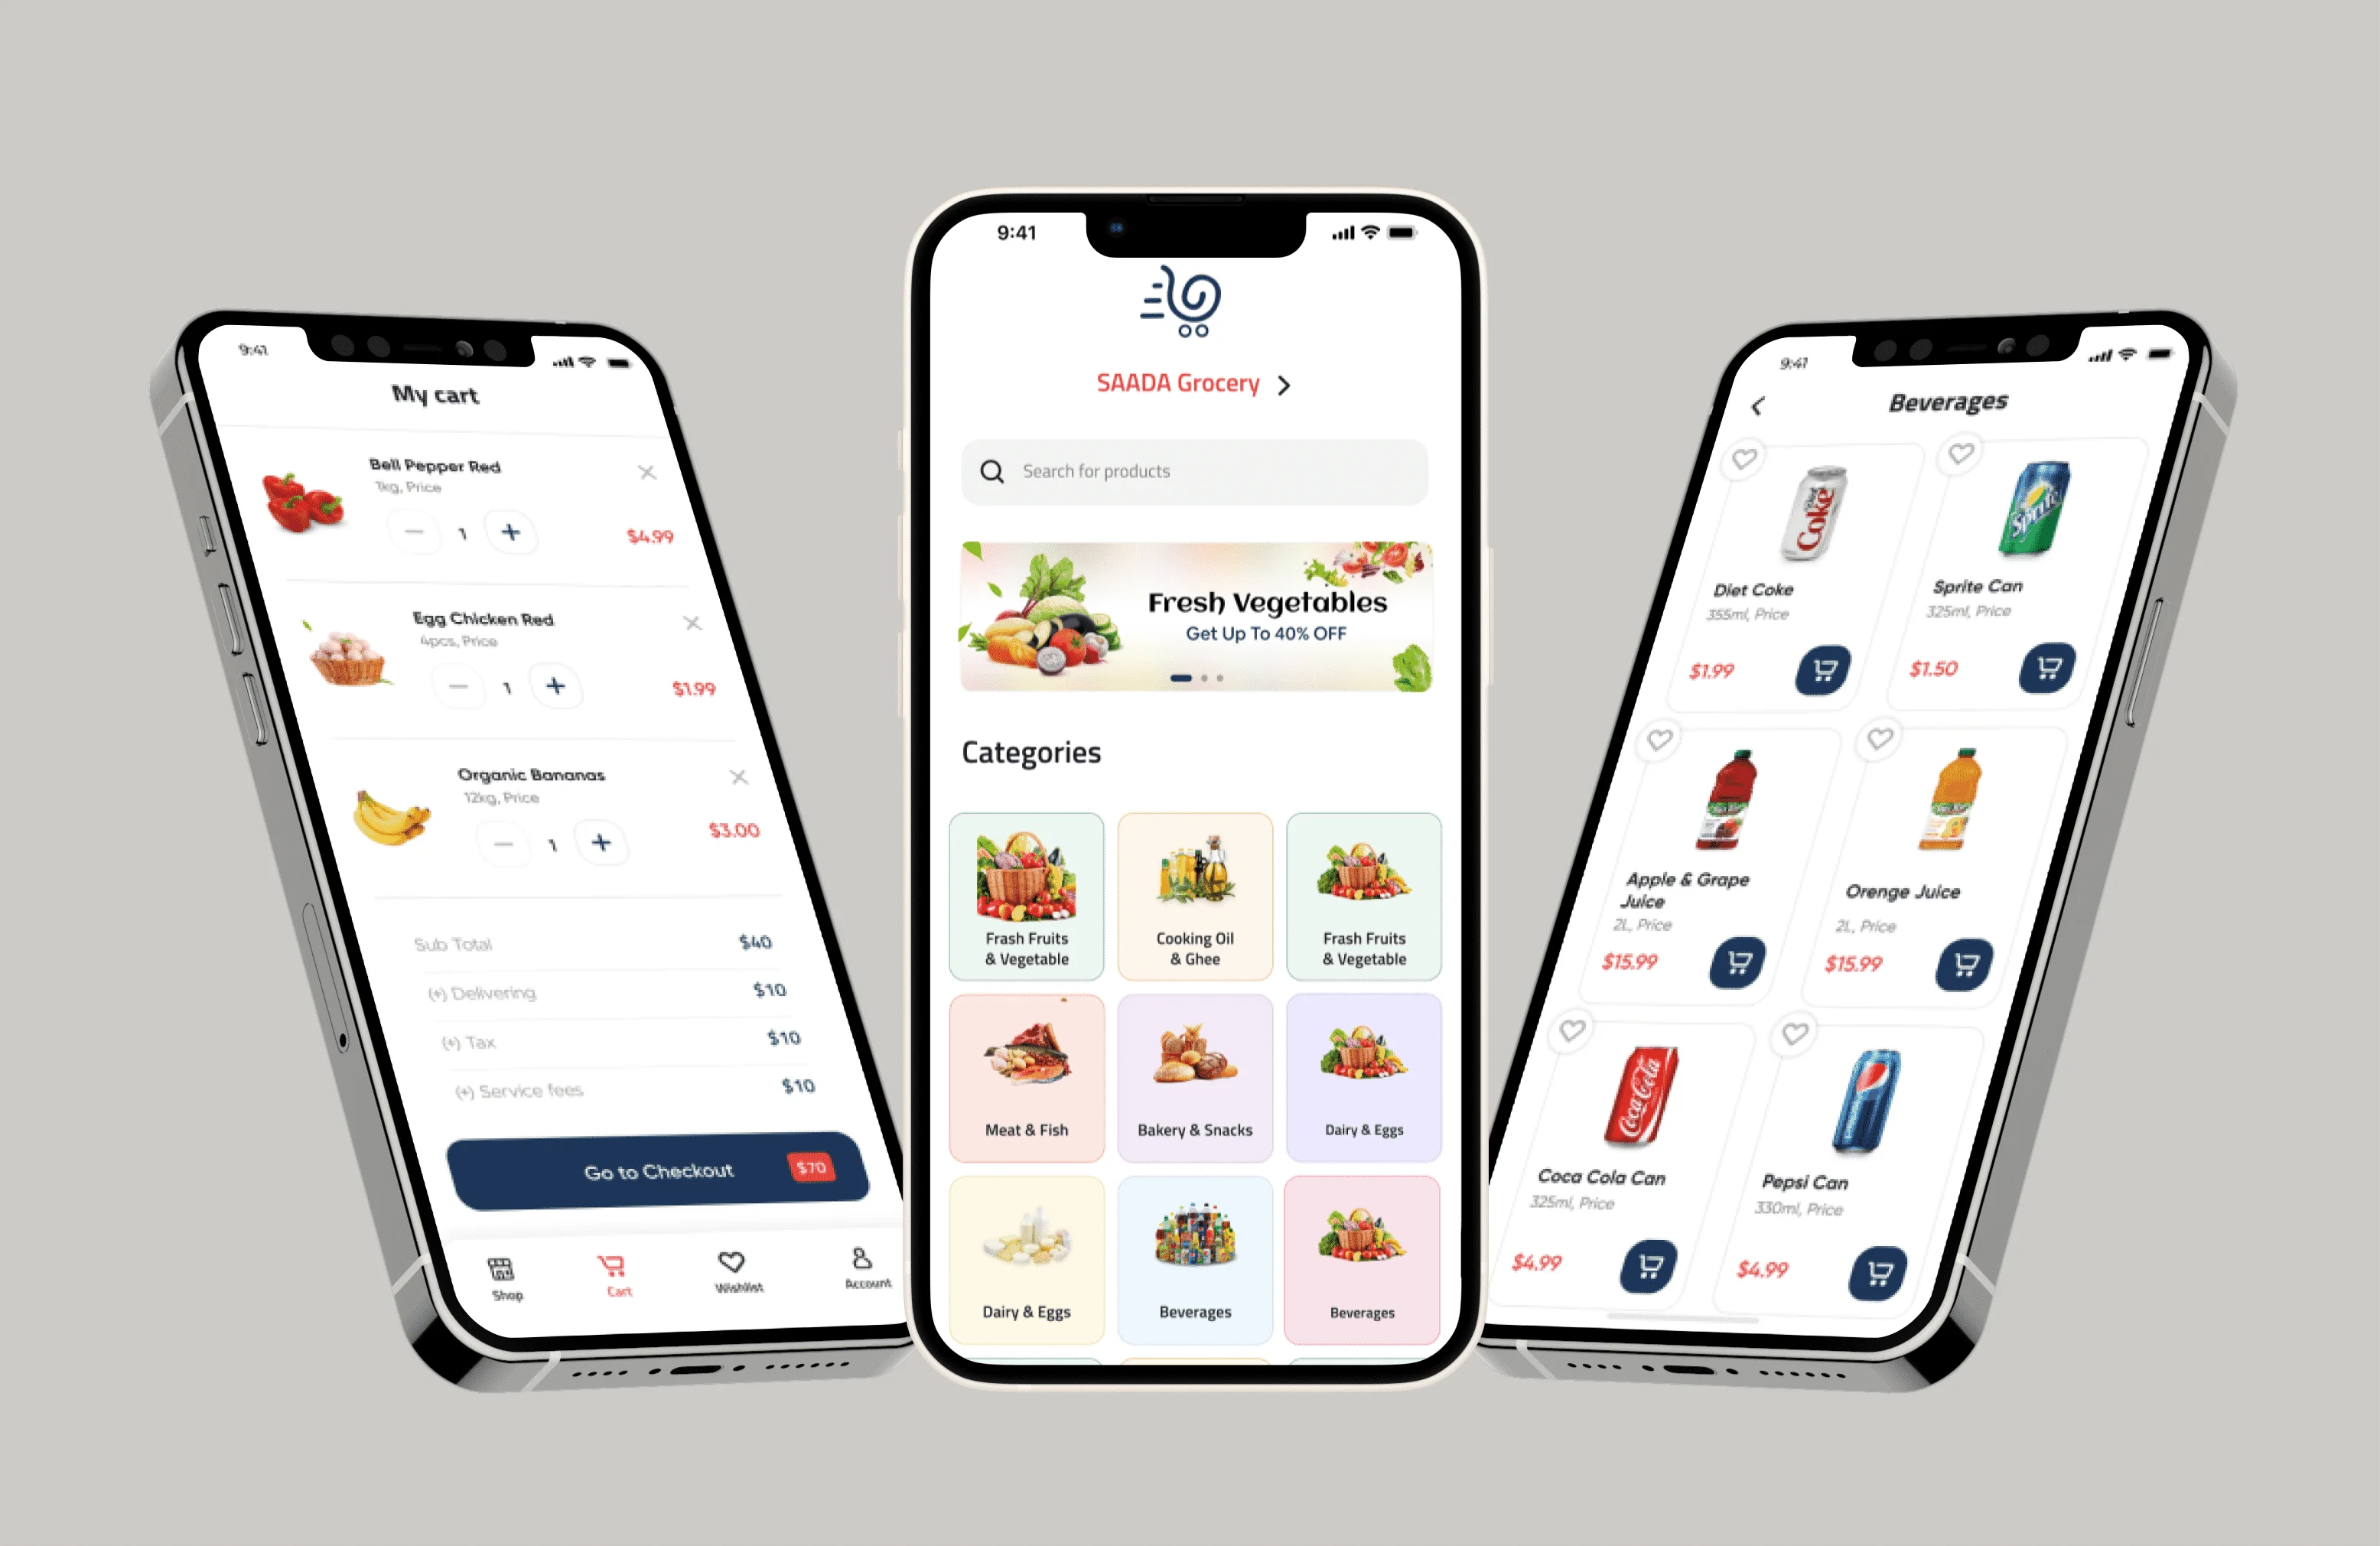 9:41
My cart
Bell Pepper Red
1kg, Price
1
$4.99
Egg Chicken Red
4pcs, Price
1
$1.99
Organic Bananas
12kg, Price
1
$3.00
Sub Total
$40
(+) Delivering
$10
(+) Tax
$10
(+) Service fees
$10
Go to Checkout
$70
Shop
Cart
Wishlist
Account
9:41
SAADA Grocery
Search for products
Fresh Vegetables
Get Up To 40% OFF
Categories
Frash Fruits
& Vegetable
Cooking Oil
& Ghee
Frash Fruits
& Vegetable
Meat & Fish
Bakery & Snacks
Dairy & Eggs
Dairy & Eggs
Beverages
Beverages
9:41
Beverages
Diet
Coke
Diet Coke
355ml, Price
$1.99
Sprite
Sprite Can
325ml, Price
$1.50
Apple & Grape
Juice
2L, Price
$15.99
Orenge Juice
2L, Price
$15.99
Coca-Cola
Coca Cola Can
325ml, Price
$4.99
pepsi
Pepsi Can
330ml, Price
$4.99